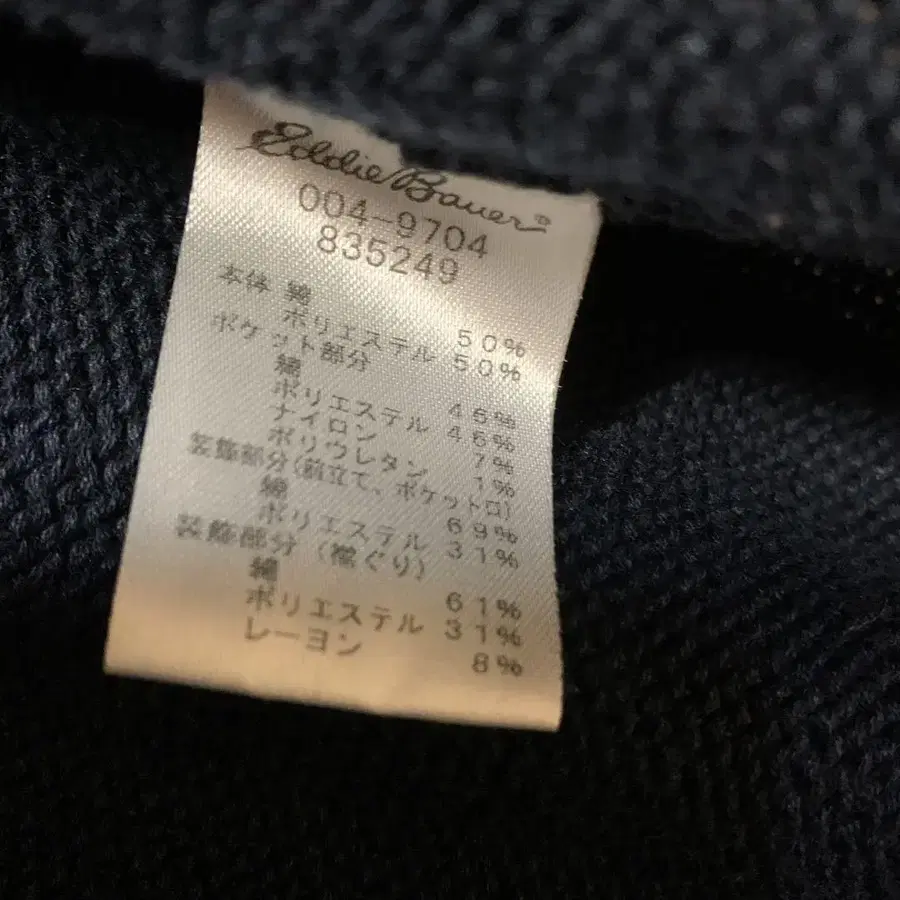 Eddie Bauer®
004-9704
835249
本体 綿 50%
ポリエステル 50%
ポケット部分
綿 46%
ポリエステル 46%
ナイロン 7%
ポリウレタン 1%
装飾部分(前立て、ポケット口)
綿 69%
ポリエステル 31%
装飾部分(襟ぐり)
綿 61%
ポリエステル 31%
レーヨン 8%